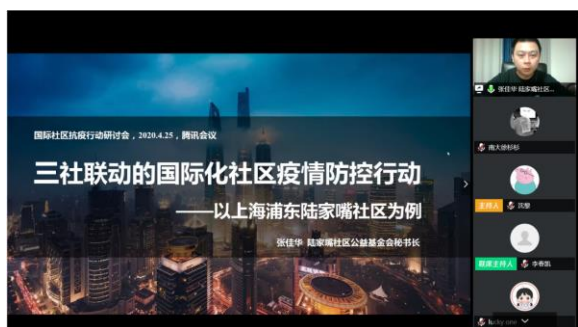 国际社区抗疫行动研讨会，2020.4.25，腾讯会议
三社联动的国际化社区疫情防控行动
——以上海浦东陆家嘴社区为例
张佳华 陆家嘴社区公益基金会秘书长
张佳华 陆家嘴社区...
南大徐杉杉
主持人 沈黎
联席主持人 李香凯
lucky one